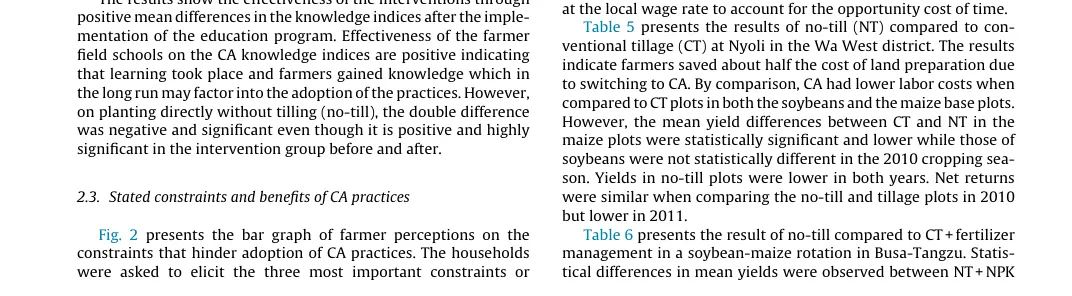 The results show the effectiveness of the interventions through
positive mean differences in the knowledge indices after the imple-
mentation of the education program. Effectiveness of the farmer
field schools on the CA knowledge indices are positive indicating
that learning took place and farmers gained knowledge which in
the long run may factor into the adoption of the practices. However,
on planting directly without tilling (no-till), the double difference
was negative and significant even though it is positive and highly
significant in the intervention group before and after.
2.3. Stated constraints and benefits of CA practices
Fig. 2 presents the bar graph of farmer perceptions on the
constraints that hinder adoption of CA practices. The households
were asked to elicit the three most important constraints or
at the local wage rate to account for the opportunity cost of time.
Table 5 presents the results of no-till (NT) compared to con-
ventional tillage (CT) at Nyoli in the Wa West district. The results
indicate farmers saved about half the cost of land preparation due
to switching to CA. By comparison, CA had lower labor costs when
compared to CT plots in both the soybeans and the maize base plots.
However, the mean yield differences between CT and NT in the
maize plots were statistically significant and lower while those of
soybeans were not statistically different in the 2010 cropping sea-
son. Yields in no-till plots were lower in both years. Net returns
were similar when comparing the no-till and tillage plots in 2010
but lower in 2011.
Table 6 presents the result of no-till compared to CT + fertilizer
management in a soybean-maize rotation in Busa-Tangzu. Statis-
tical differences in mean yields were observed between NT + NPK